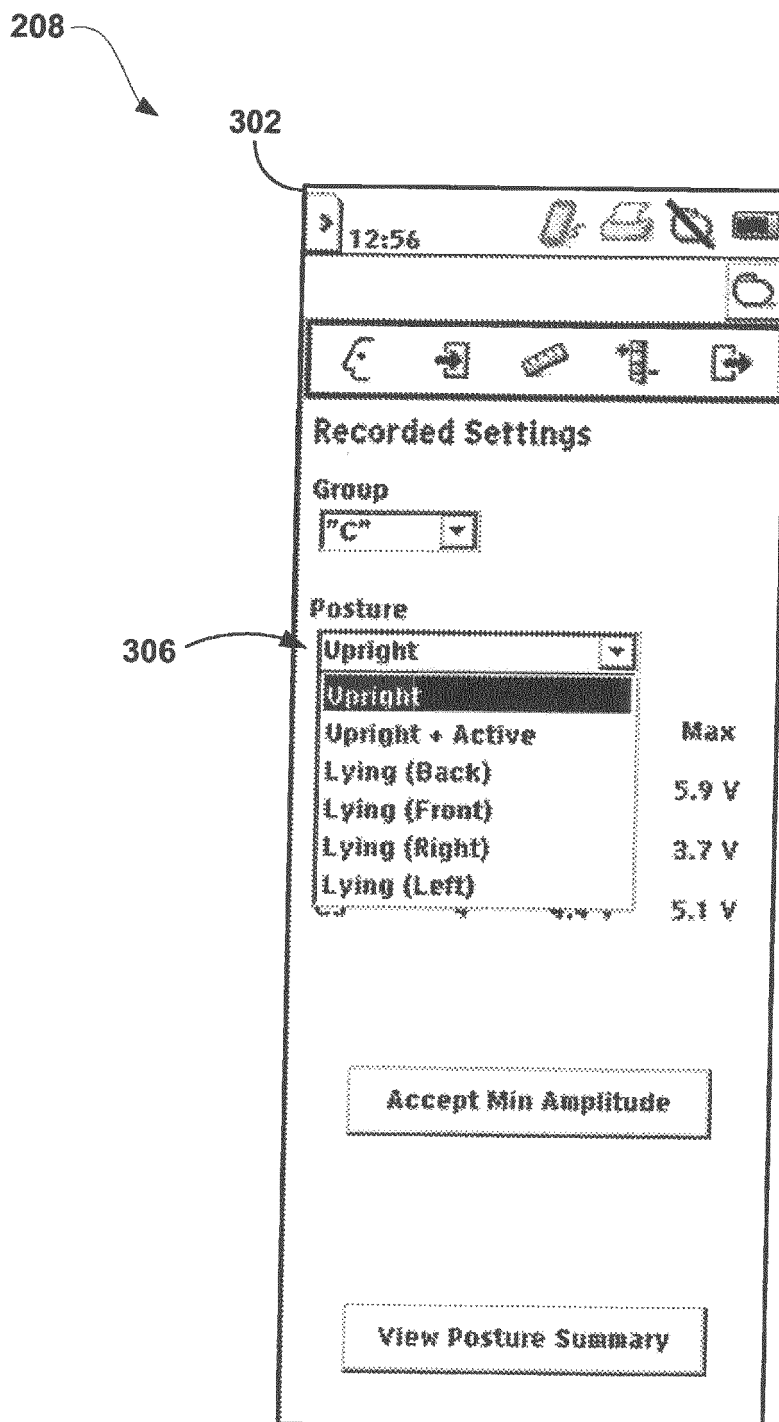 208
302
12:56
Recorded Settings
Group
"C"
Posture
306
Upright
Upright
Upright + Active
Max
Lying (Back)
5.9 V
Lying (Front)
Lying (Right)
3.7 V
Lying (Left)
5.1 V
Accept Min Amplitude
View Posture Summary